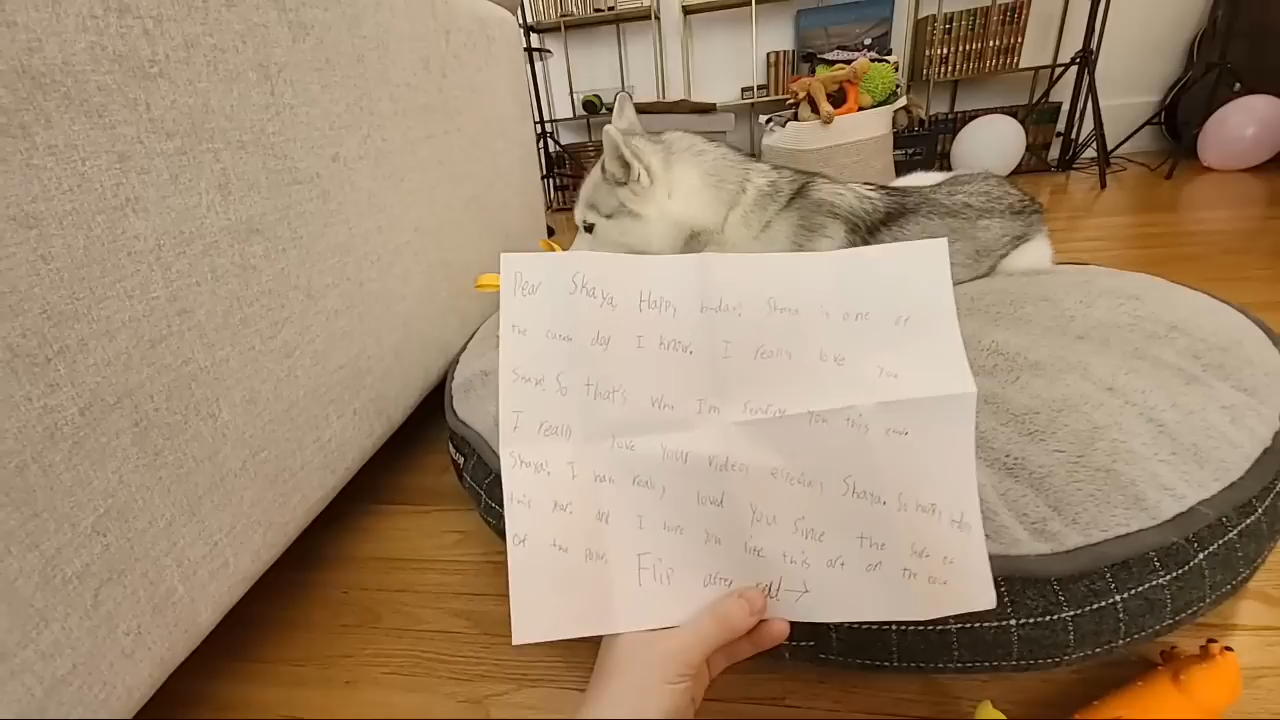 Dear Shaya, Happy b-day! Shaya is one of
the dog I know. I really love you
Shaya! So that's why I'm sending you this
I really love your videos especially Shaya. So happy bday
Shaya! I have really loved you since the
this year! and I hope you like this art on the back
of the paper Flip after read! →